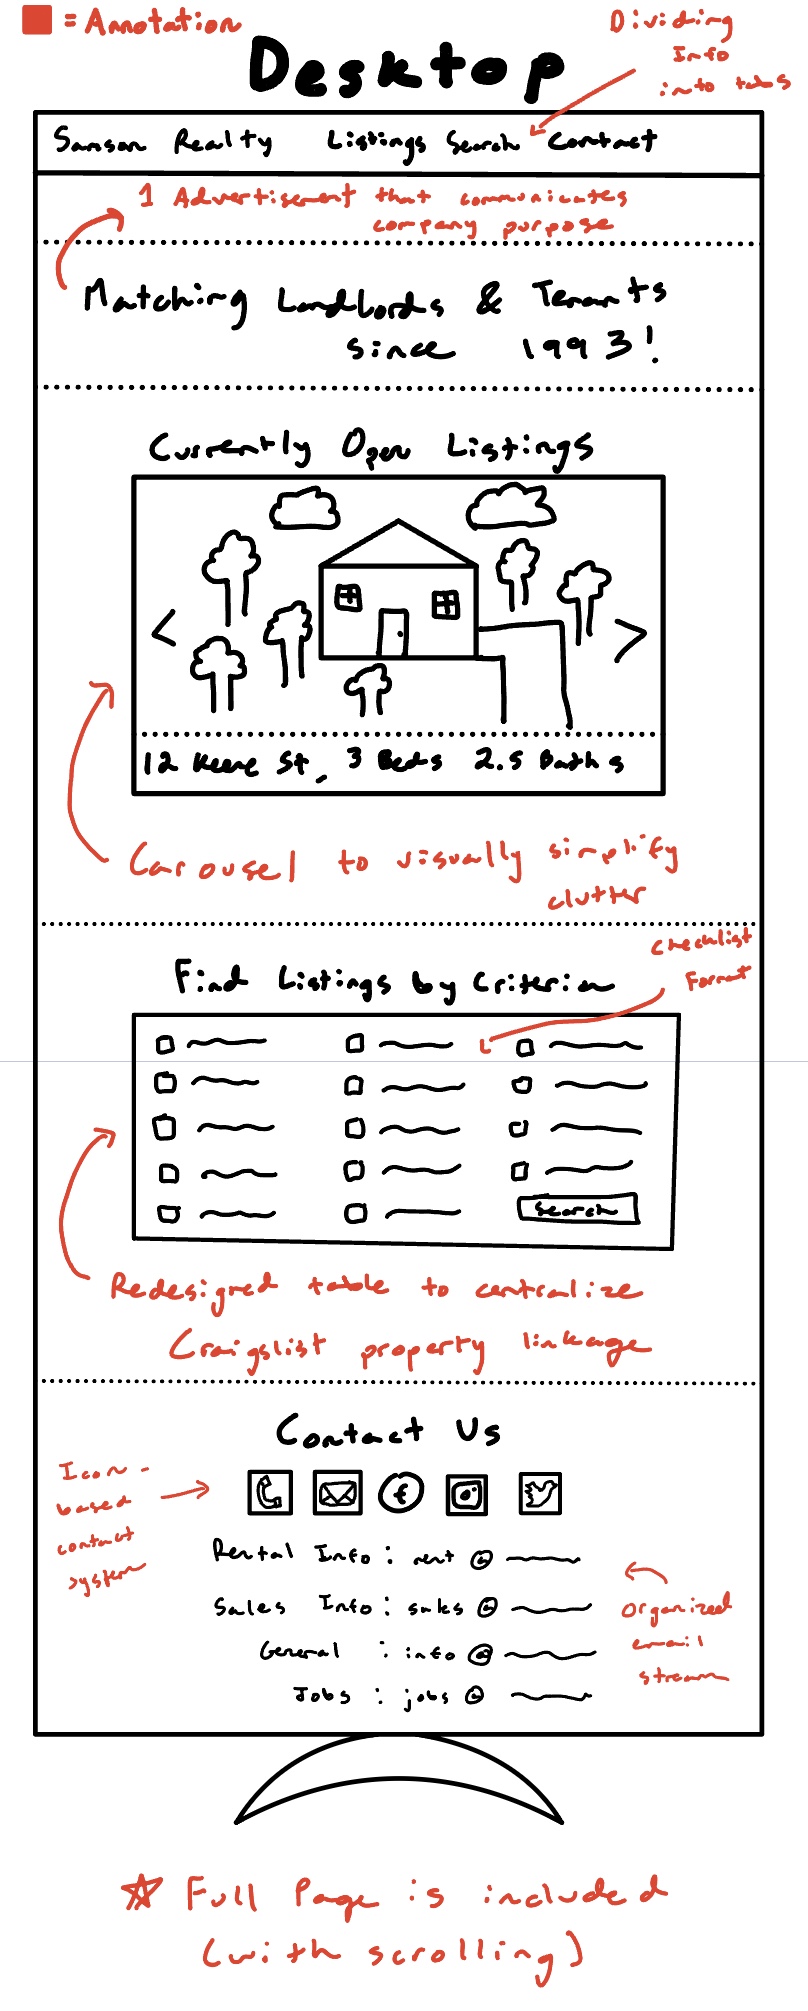 = Annotation
Dividing
Info
into tabs
Desktop
Samson Realty Listings Search Contact
1 Advertisement that communicates
company purpose
Matching Landlords & Tenants
since 1993!
Currently Open Listings
< >
12 Keene St, 3 Beds 2.5 Baths
Carousel to visually simplify
clutter
Checklist
Format
Find Listings by Criterion
Search
Redesigned table to centralize
Craigslist property linkage
Contact Us
Icon-
based
contact
system
Rental Info: rent @
Sales Info: sales @
General : info @
Jobs : jobs @
Organized
email
stream
Full Page is included
(with scrolling)